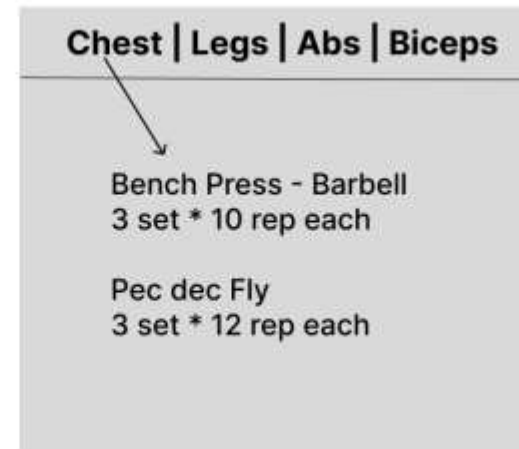 Chest | Legs | Abs | Biceps
Bench Press - Barbell
3 set * 10 rep each
Pec dec Fly
3 set * 12 rep each